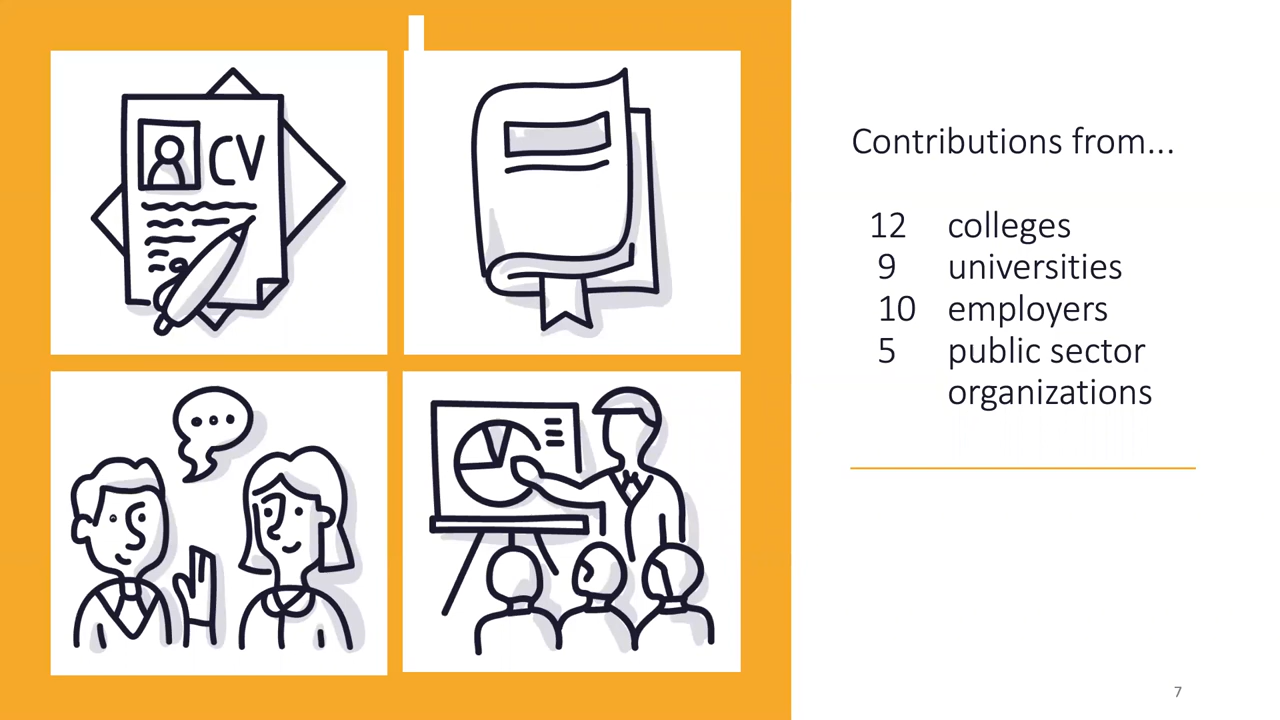 CV
Contributions from...
12 colleges
9 universities
10 employers
5 public sector
organizations
7